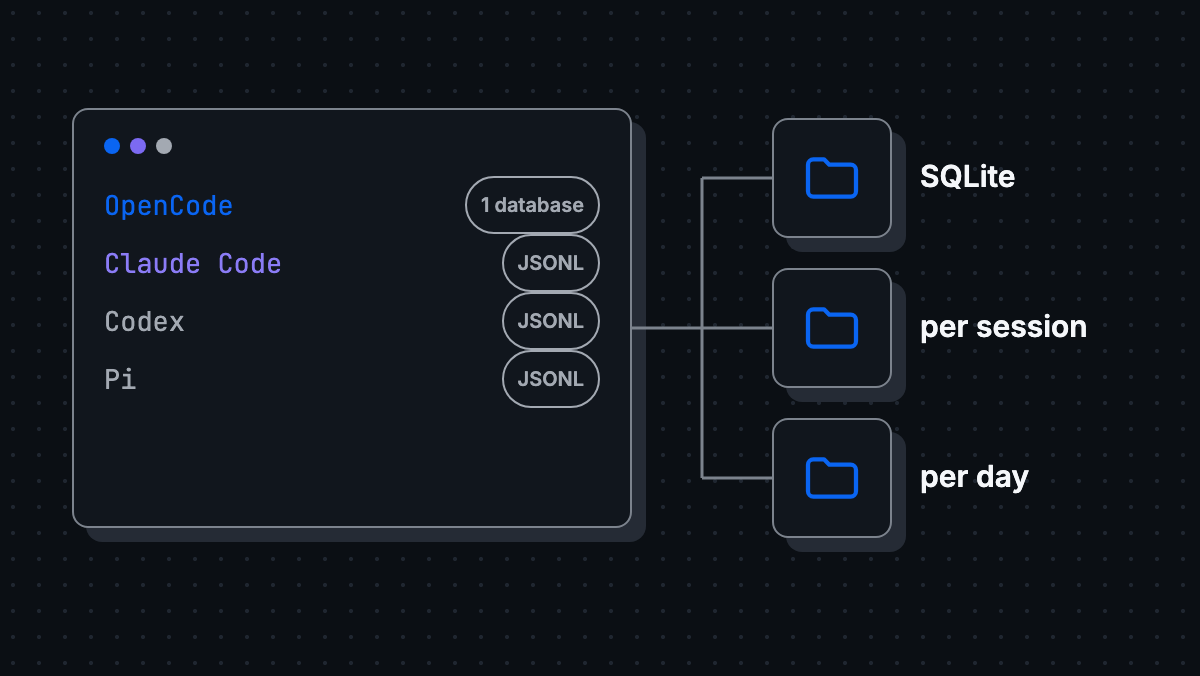 OpenCode 1 database
Claude Code JSONL
Codex JSONL
Pi JSONL
SQLite
per session
per day